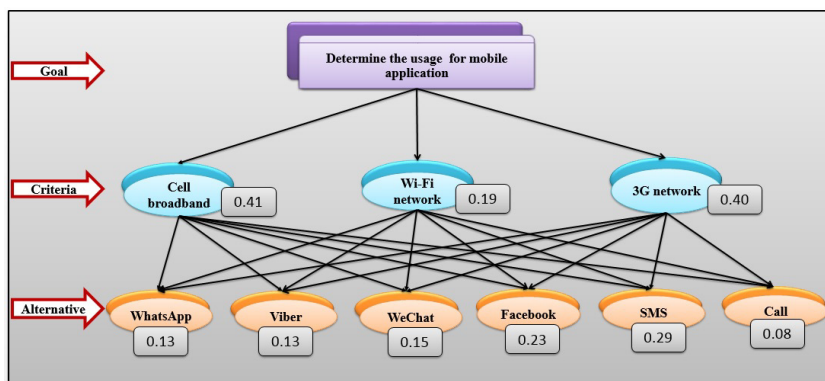 Goal
Determine the usage for mobile
application
Criteria
Cell
broadband
0.41
Wi-Fi
network
0.19
3G network
0.40
Alternative
WhatsApp
0.13
Viber
0.13
WeChat
0.15
Facebook
0.23
SMS
0.29
Call
0.08